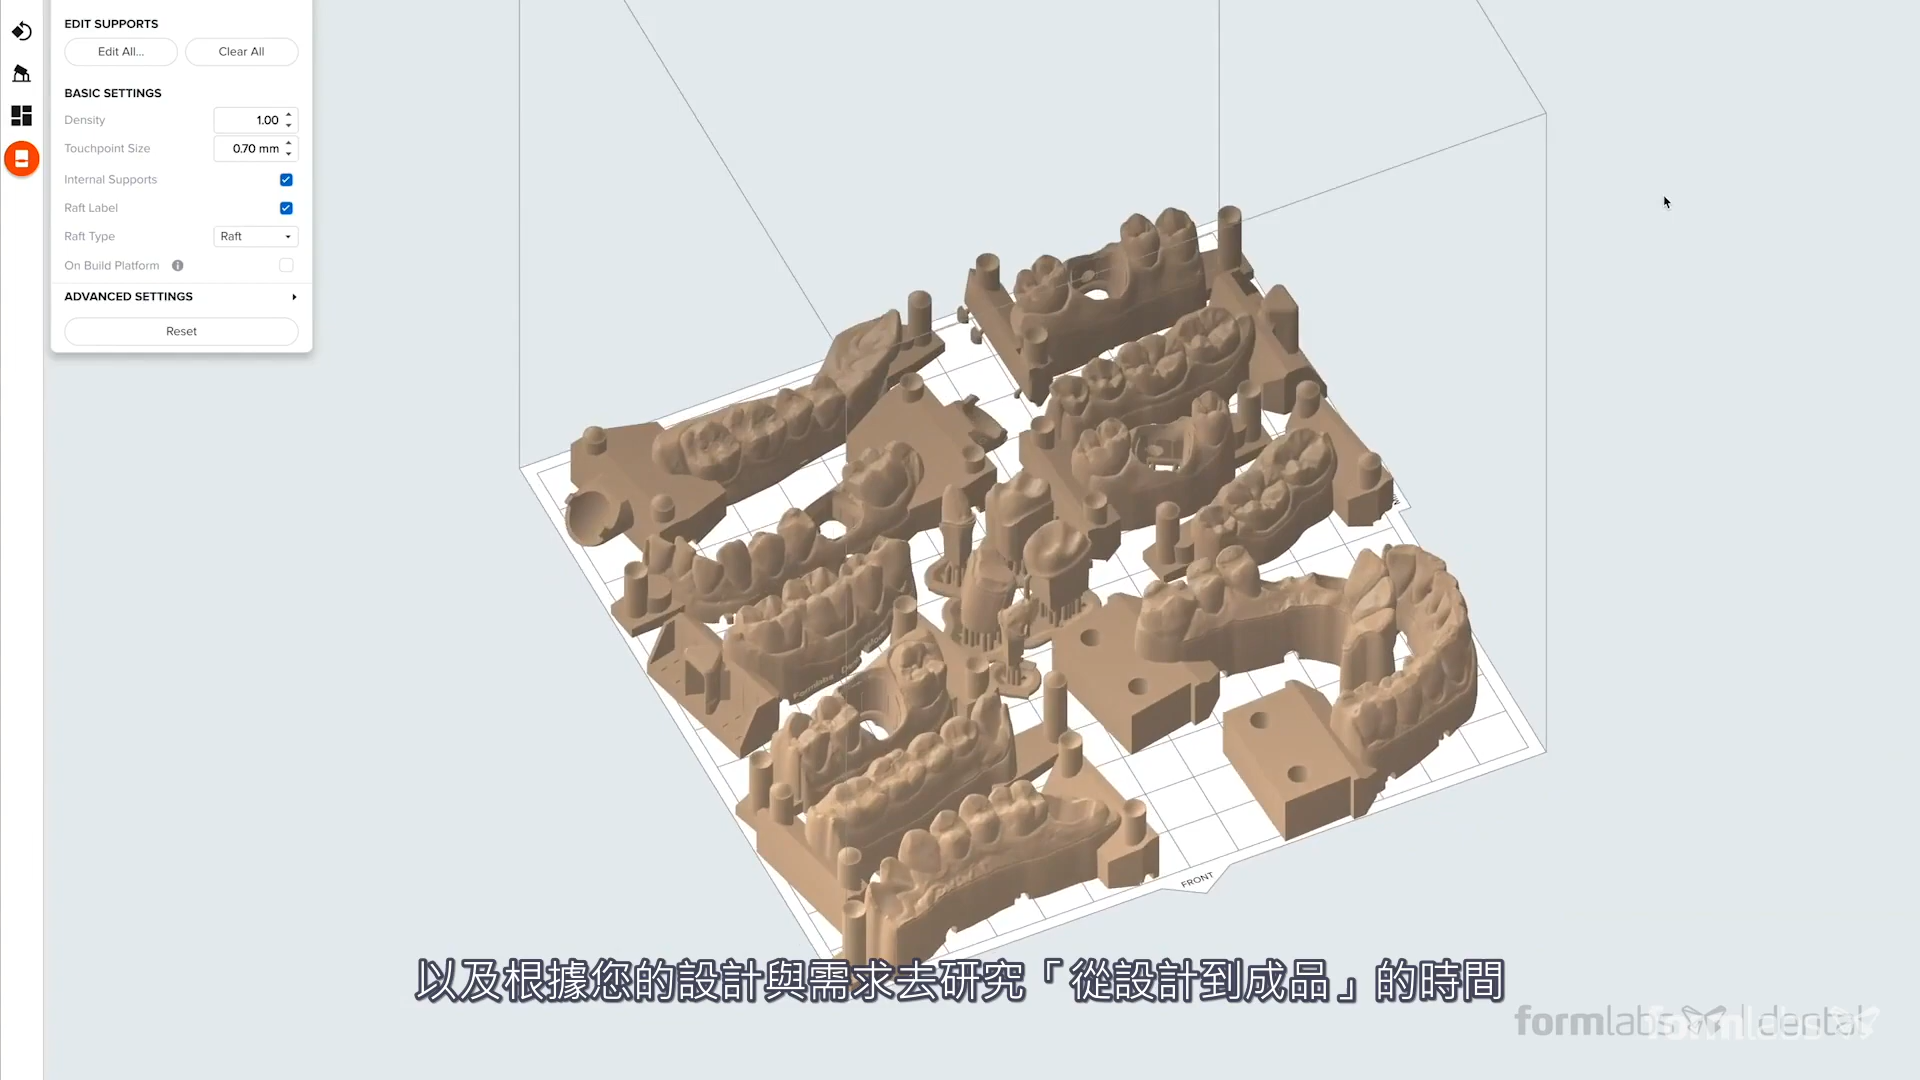 EDIT SUPPORTS
Edit All...
Clear All
BASIC SETTINGS
Density
1.00
Touchpoint Size
0.70 mm
Internal Supports
Raft Label
Raft Type
Raft
On Build Platform
ADVANCED SETTINGS
Reset
FRONT
以及根據您的設計與需求去研究「從設計到成品」的時間
formlabs dental
formlabs